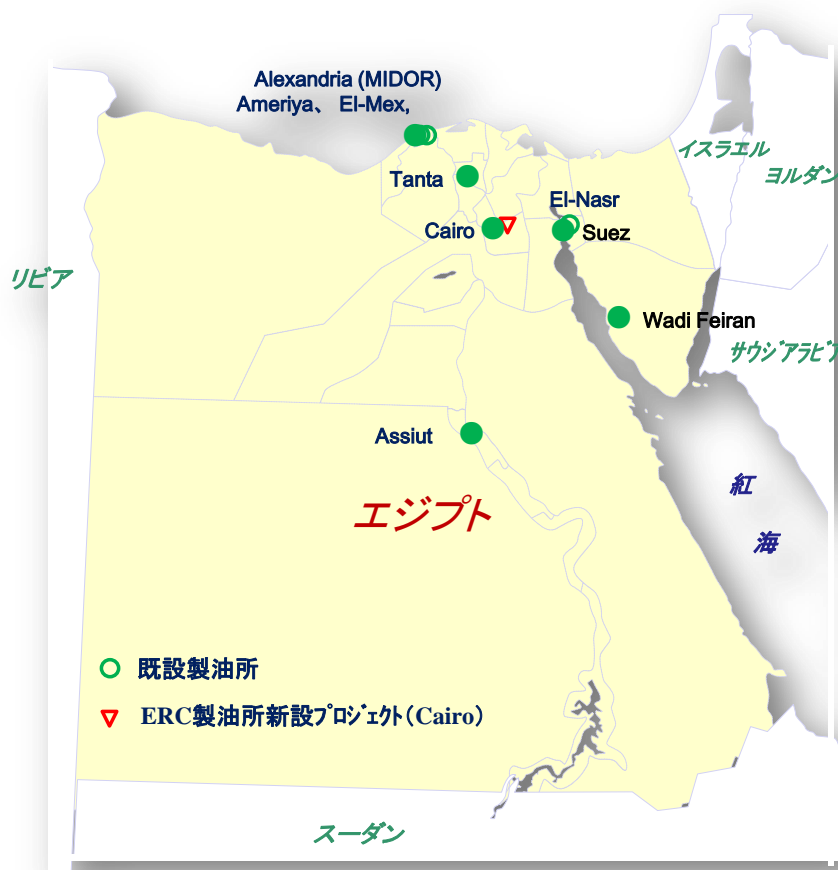 Alexandria (MIDOR)
Ameriya、 El-Mex,
イスラエル
ヨルダン
Tanta
El-Nasr
Cairo
Suez
リビア
Wadi Feiran
サウジアラビア
Assiut
エジプト
紅
海
既設製油所
ERC製油所新設プロジェクト(Cairo)
スーダン